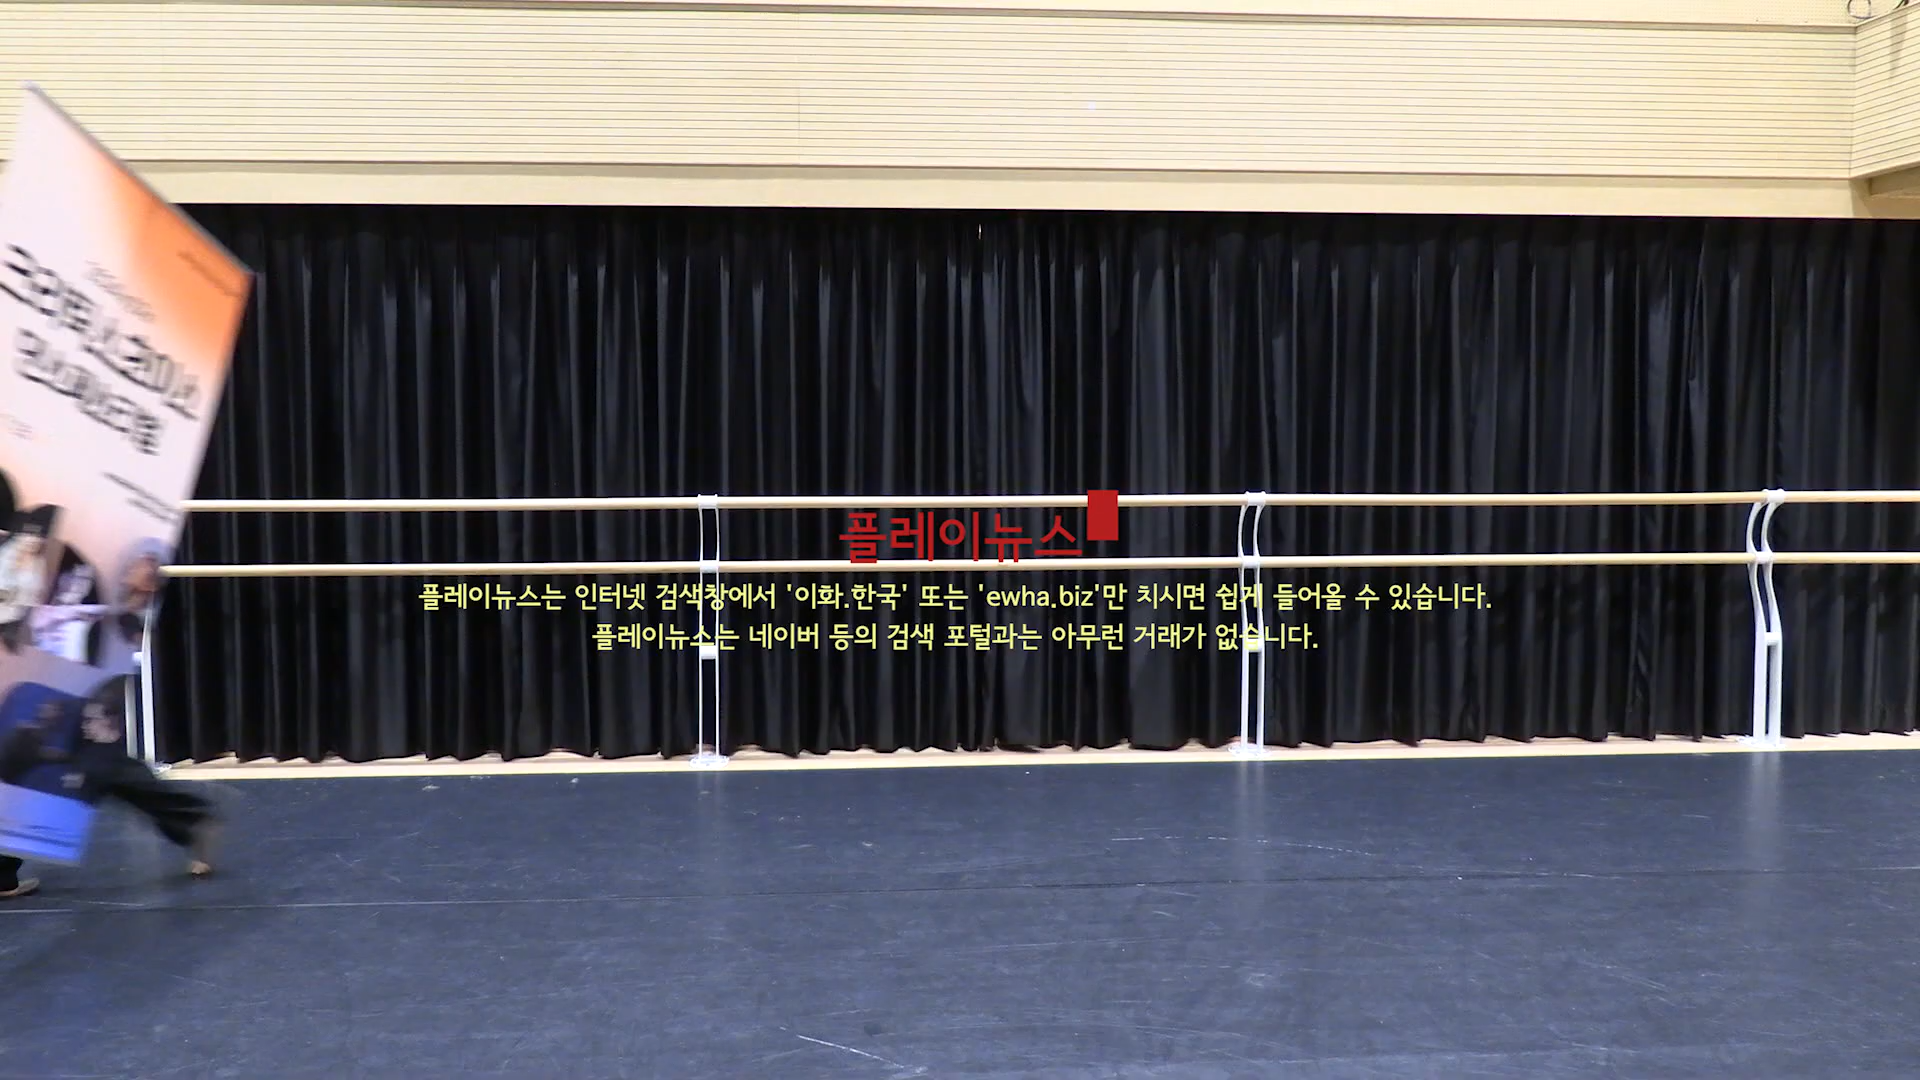 플레이뉴스
플레이뉴스는 인터넷 검색창에서 '이화.한국' 또는 'ewha.biz'만 치시면 쉽게 들어올 수 있습니다.
플레이뉴스는 네이버 등의 검색 포털과는 아무런 거래가 없습니다.